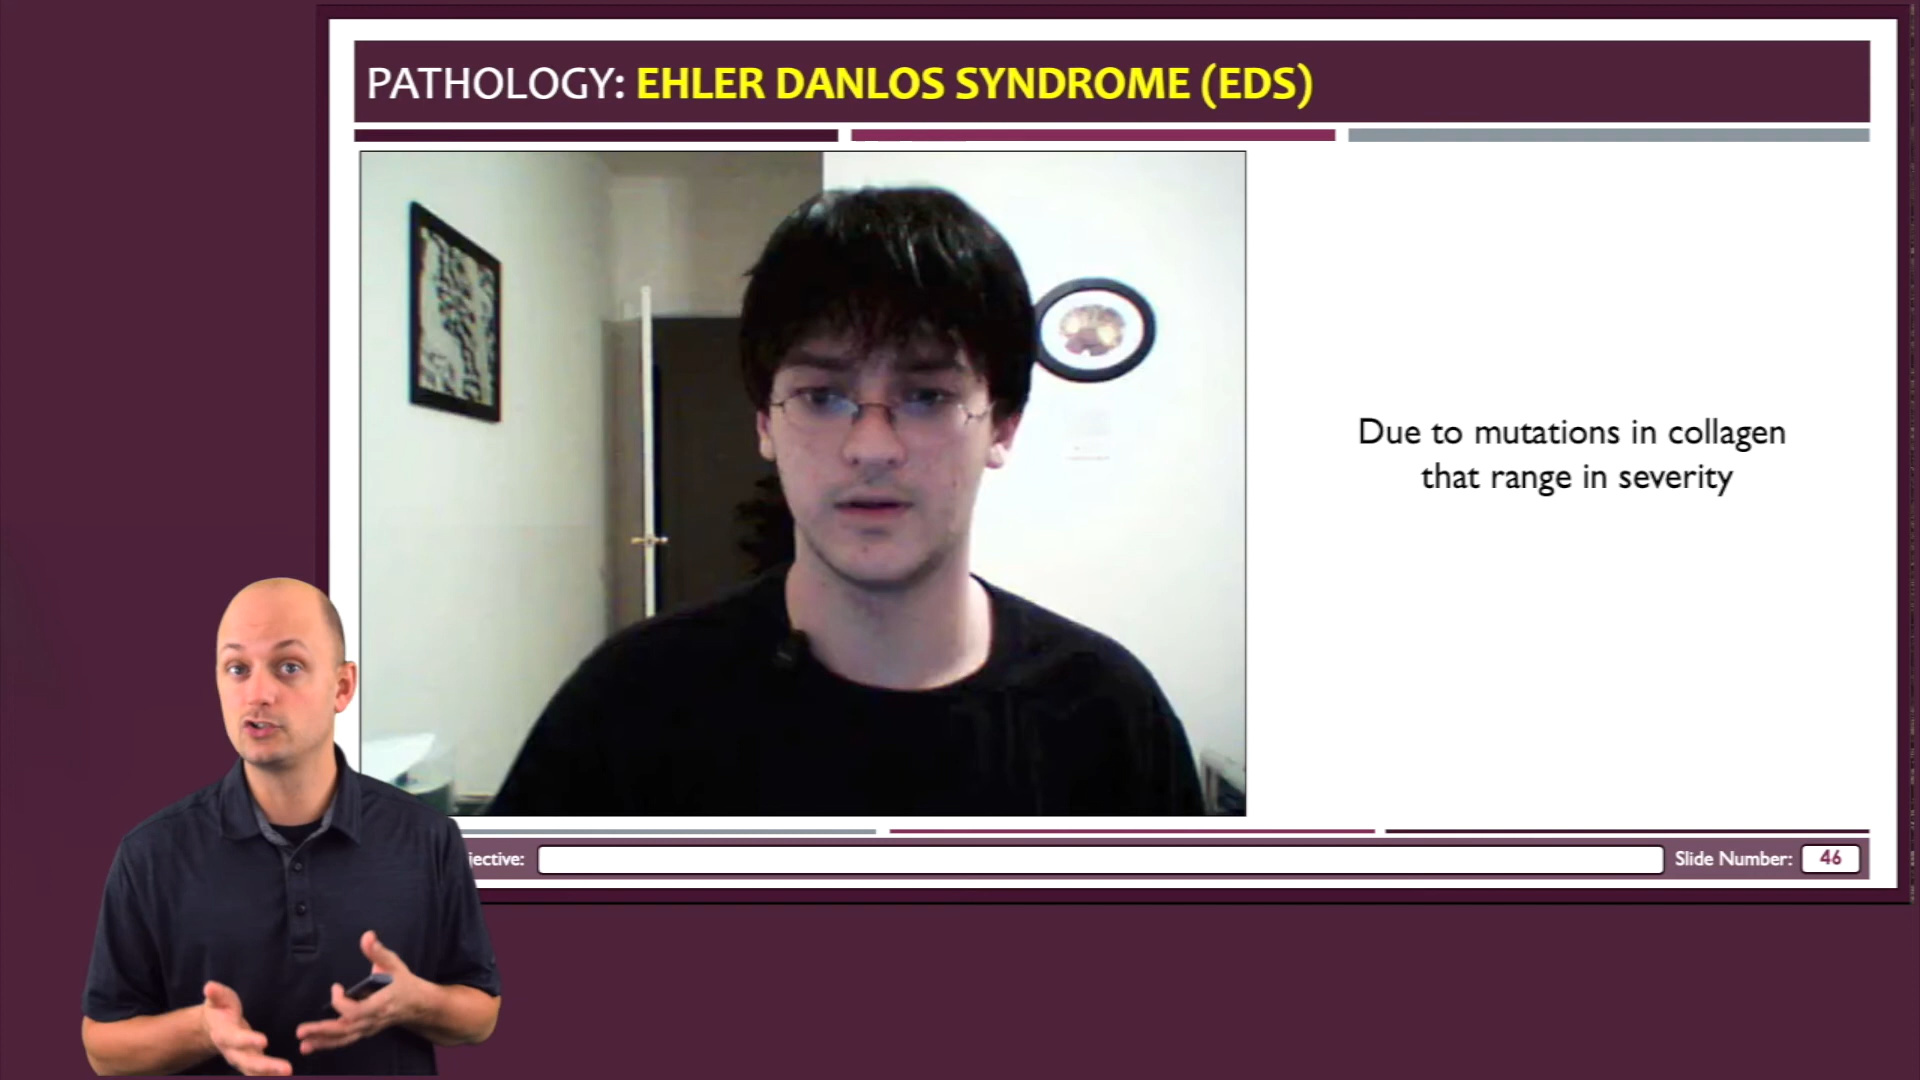 PATHOLOGY: EHLER DANLOS SYNDROME (EDS)
Due to mutations in collagen
that range in severity
jective:
Slide Number: 46